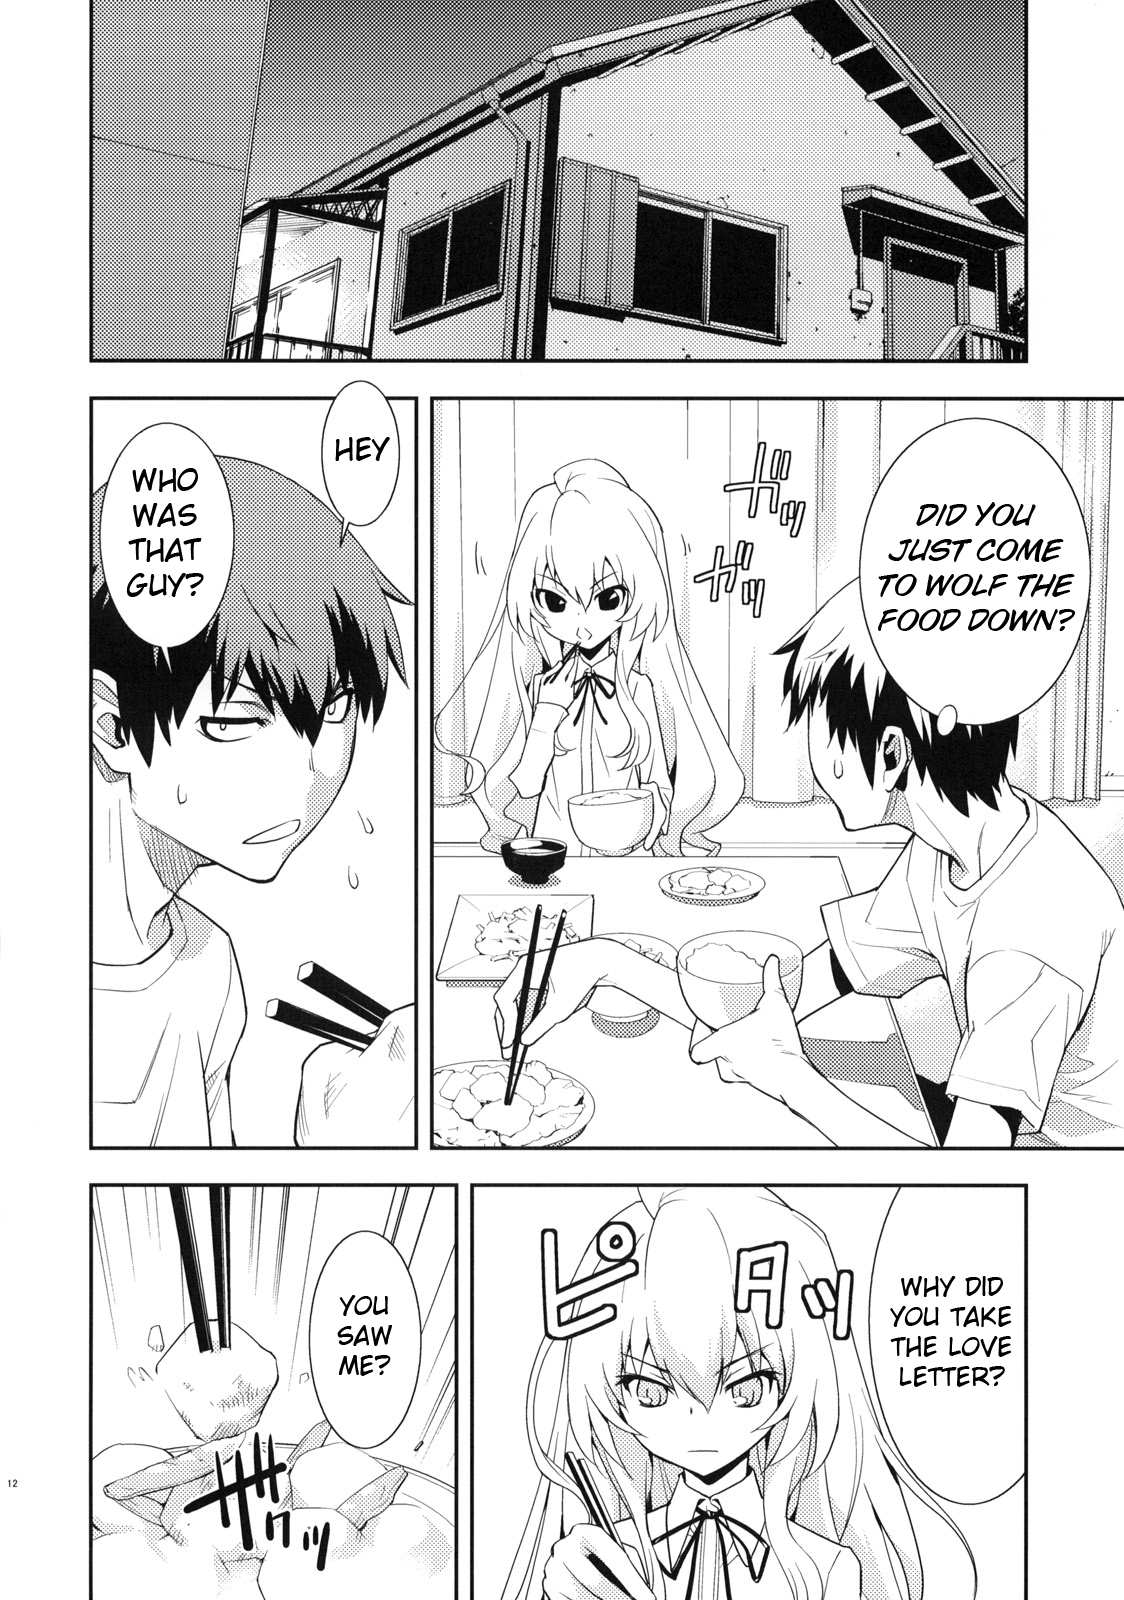 DID YOU
JUST COME
TO WOLF THE
FOOD DOWN?
ガッ
ガッ
HEY
WHO
WAS
THAT
GUY?
WHY DID
YOU TAKE
THE LOVE
LETTER?
ピタッ
YOU
SAW
ME?
ザクッ
12